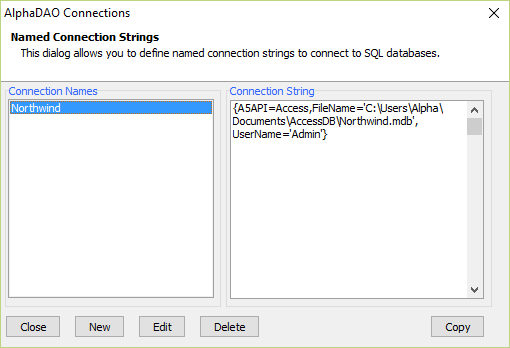 AlphaDAO Connections
Named Connection Strings
This dialog allows you to define named connection strings to connect to SQL databases.
Connection Names
Northwind
Connection String
{A5API=Access,FileName='C:\Users\Alpha\
Documents\AccessDB\Northwind.mdb',
UserName='Admin'}
Close New Edit Delete Copy